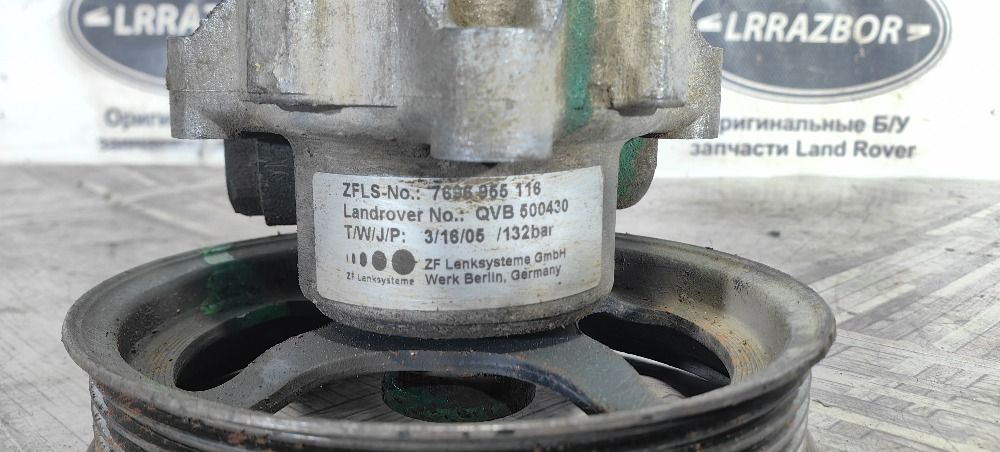 LRRAZBOR
LRRAZBOR
Ориги
запчасти Land Rover
оригинальные Б/У
ZFLS-No.: 7696 955 116
Landrover No.: QVB 500430
T/W/J/P: 3/16/05 /132bar
ZF Lenksysteme GmbH
ZF Lenksysteme Werk Berlin, Germany